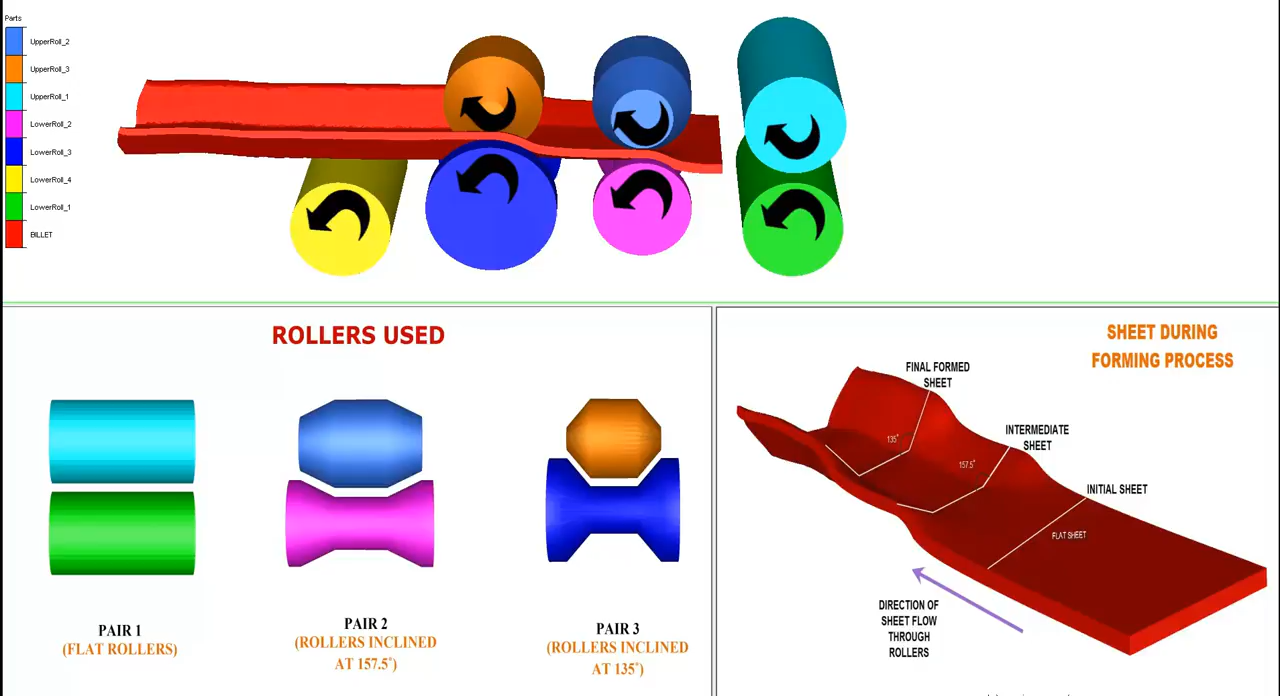 Parts
UpperRoll_2
UpperRoll_3
UpperRoll_1
LowerRoll_2
LowerRoll_3
LowerRoll_4
LowerRoll_1
BILLET
ROLLERS USED
PAIR 1
(FLAT ROLLERS)
PAIR 2
(ROLLERS INCLINED
AT 157.5°)
PAIR 3
(ROLLERS INCLINED
AT 135°)
SHEET DURING
FORMING PROCESS
FINAL FORMED
SHEET
135°
INTERMEDIATE
SHEET
157.5°
INITIAL SHEET
FLAT SHEET
DIRECTION OF
SHEET FLOW
THROUGH
ROLLERS